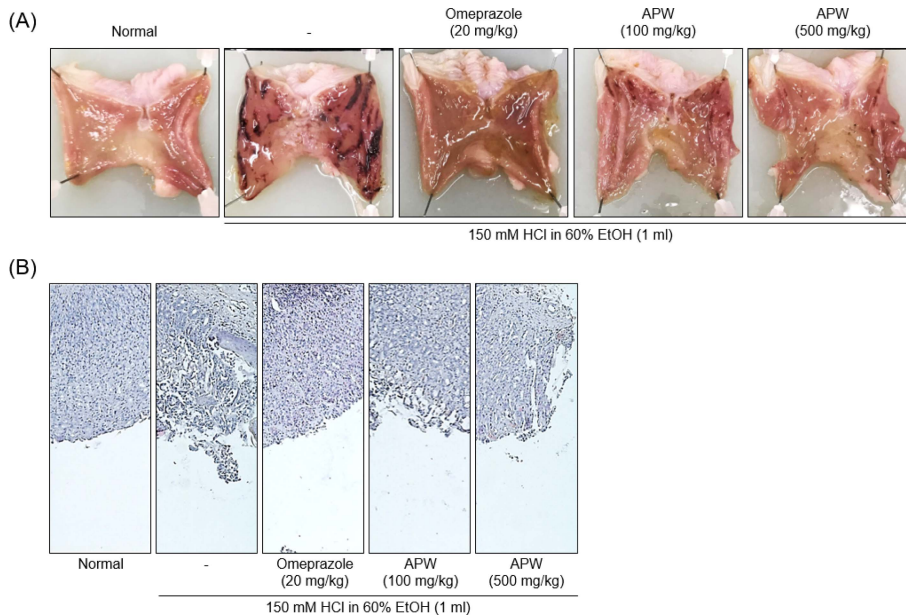 (A)
Normal
-
Omeprazole
(20 mg/kg)
APW
(100 mg/kg)
APW
(500 mg/kg)
150 mM HCl in 60% EtOH (1 ml)
(B)
Normal
-
Omeprazole
(20 mg/kg)
APW
(100 mg/kg)
APW
(500 mg/kg)
150 mM HCl in 60% EtOH (1 ml)